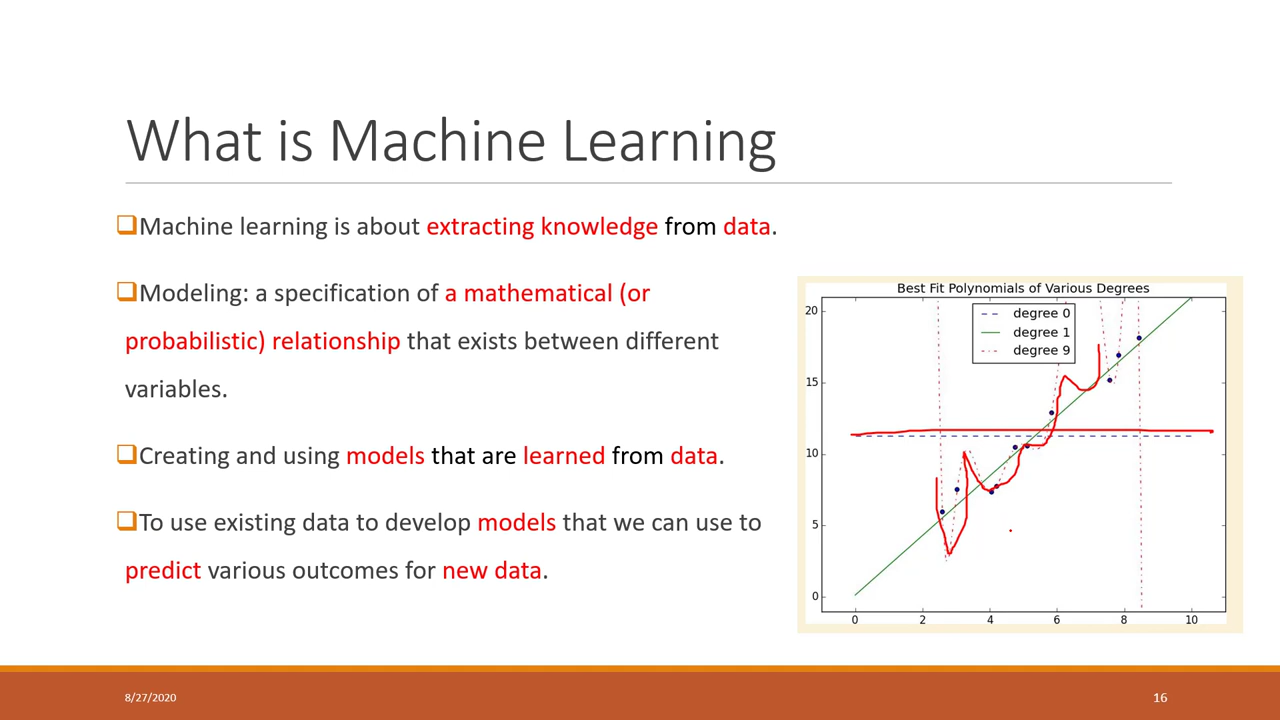 What is Machine Learning
❑Machine learning is about extracting knowledge from data.
❑Modeling: a specification of a mathematical (or
probabilistic) relationship that exists between different
variables.
❑Creating and using models that are learned from data.
❑To use existing data to develop models that we can use to
predict various outcomes for new data.
Best Fit Polynomials of Various Degrees
degree 0
degree 1
degree 9
20
15
10
5
0
0 2 4 6 8 10
8/27/2020
16